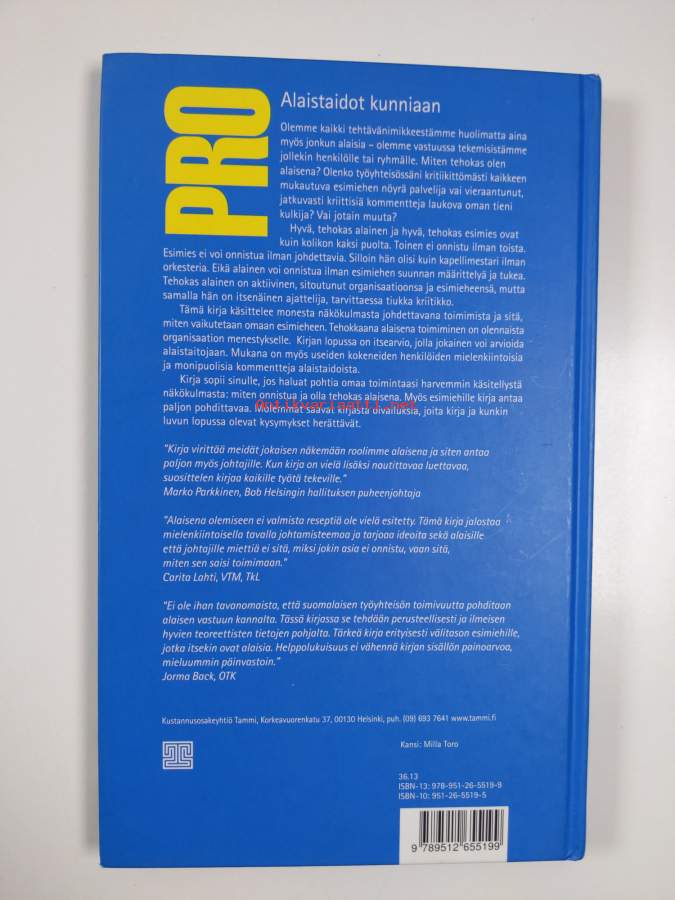 PRO
Alaistaidot kunniaan
Olemme kaikki tehtävänimikkeestämme huolimatta aina
myös jonkun alaisia – olemme vastuussa tekemisistämme
jollekin henkilölle tai ryhmälle. Miten tehokas olen
alaisena? Olenko työyhteisössäni kritiikittömästi kaikkeen
mukautuva esimiehen nöyrä palvelija vai vieraantunut,
jatkuvasti kriittisiä kommentteja laukova oman tieni
kulkija? Vai jotain muuta?
Hyvä, tehokas alainen ja hyvä, tehokas esimies ovat
kuin kolikon kaksi puolta. Toinen ei onnistu ilman toista.
Esimies ei voi onnistua ilman johdettavia. Silloin hän olisi kuin kapellimestari ilman
orkesteria. Eikä alainen voi onnistua ilman esimiehen suunnan määrittelyä ja tukea.
Tehokas alainen on aktiivinen, sitoutunut organisaatioonsa ja esimieheensä, mutta
samalla hän on itsenäinen ajattelija, tarvittaessa tiukka kriitikko.
Tämä kirja käsittelee monesta näkökulmasta johdettavana toimimista ja sitä,
miten vaikutetaan omaan esimieheen. Tehokkaana alaisena toimiminen on olennaista
organisaation menestykselle. Kirjan lopussa on itsearvio, jolla jokainen voi arvioida
alaistaitojaan. Mukana on myös useiden kokeneiden henkilöiden mielenkiintoisia
ja monipuolisia kommentteja alaistaidoista.
Kirja sopii sinulle, jos haluat pohtia omaa toimintaasi harvemmin käsitellystä
näkökulmasta: miten onnistua ja olla tehokas alaisena. Myös esimiehille kirja antaa
Antikvariaatti.net
paljon pohdittavaa. Molemmat saavat kirjasta oivalluksia, joita kirja ja kunkin
luvun lopussa olevat kysymykset herättävät.
"Kirja virittää meidät jokaisen näkemään roolimme alaisena ja siten antaa
paljon myös johtajille. Kun kirja on vielä lisäksi nautittavaa luettavaa,
suosittelen kirjaa kaikille työtä tekeville."
Marko Parkkinen, Bob Helsingin hallituksen puheenjohtaja
"Alaisena olemiseen ei valmista reseptiä ole vielä esitetty. Tämä kirja jalostaa
mielenkiintoisella tavalla johtamisteemaa ja tarjoaa ideoita sekä alaisille
että johtajille miettiä ei sitä, miksi jokin asia ei onnistu, vaan sitä,
miten sen saisi toimimaan."
Carita Lahti, VTM, TkL
"Ei ole ihan tavanomaista, että suomalaisen työyhteisön toimivuutta pohditaan
alaisen vastuun kannalta. Tässä kirjassa se tehdään perusteellisesti ja ilmeisen
hyvien teoreettisten tietojen pohjalta. Tärkeä kirja erityisesti välitason esimiehille,
jotka itsekin ovat alaisia. Helppolukuisuus ei vähennä kirjan sisällön painoarvoa,
mieluummin päinvastoin."
Jorma Back, OTK
Kustannusosakeyhtiö Tammi, Korkeavuorenkatu 37, 00130 Helsinki, puh. (09) 693 7641 www.tammi.fi
Kansi: Milla Toro
36.13
ISBN-13: 978-951-26-5519-9
ISBN-10: 951-26-5519-5
9 789512 655199